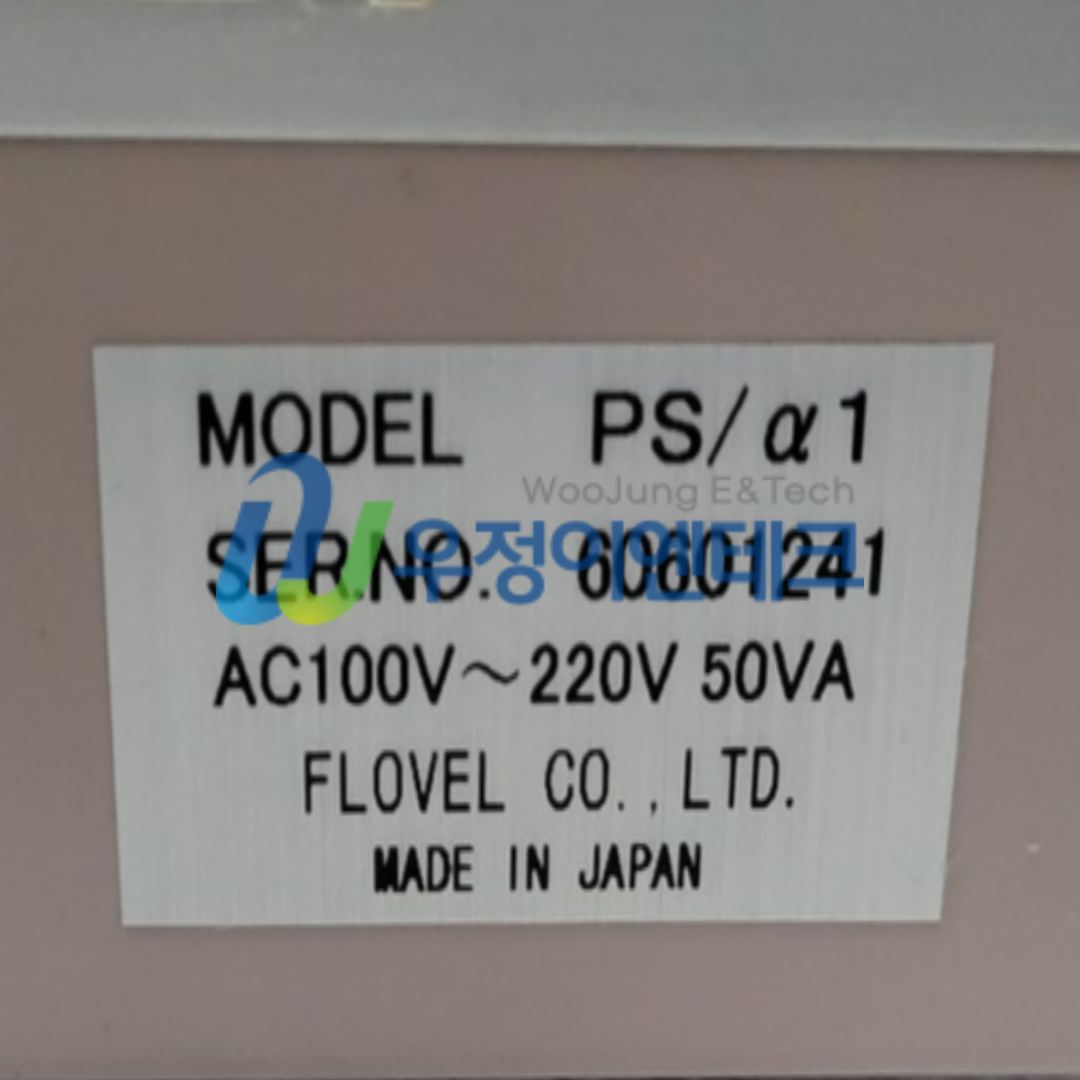 MODEL PS/α1
WooJung E&Tech
우정이엔테크
SER.NO. 60601241
AC100V～220V 50VA
FLOVEL CO.,LTD.
MADE IN JAPAN